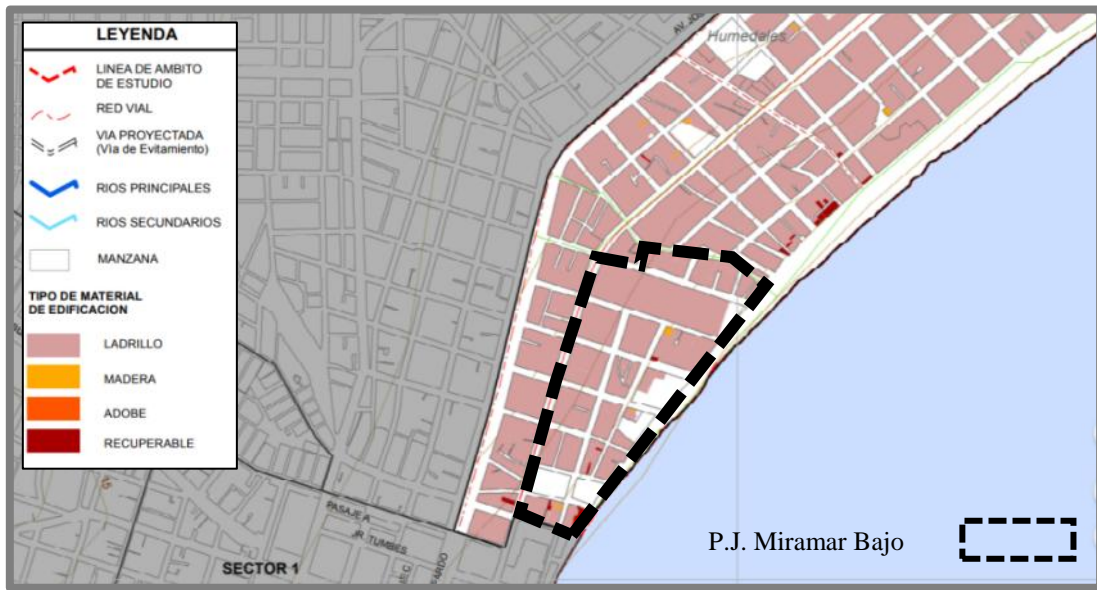 LEYENDA
LINEA DE AMBITO
DE ESTUDIO
RED VIAL
VIA PROYECTADA
(Via de Evitamiento)
RIOS PRINCIPALES
RIOS SECUNDARIOS
MANZANA
TIPO DE MATERIAL
DE EDIFICACION
LADRILLO
MADERA
ADOBE
RECUPERABLE
Humedales
PASAJE A
JR. TUMBES
SECTOR 1
P.J. Miramar Bajo